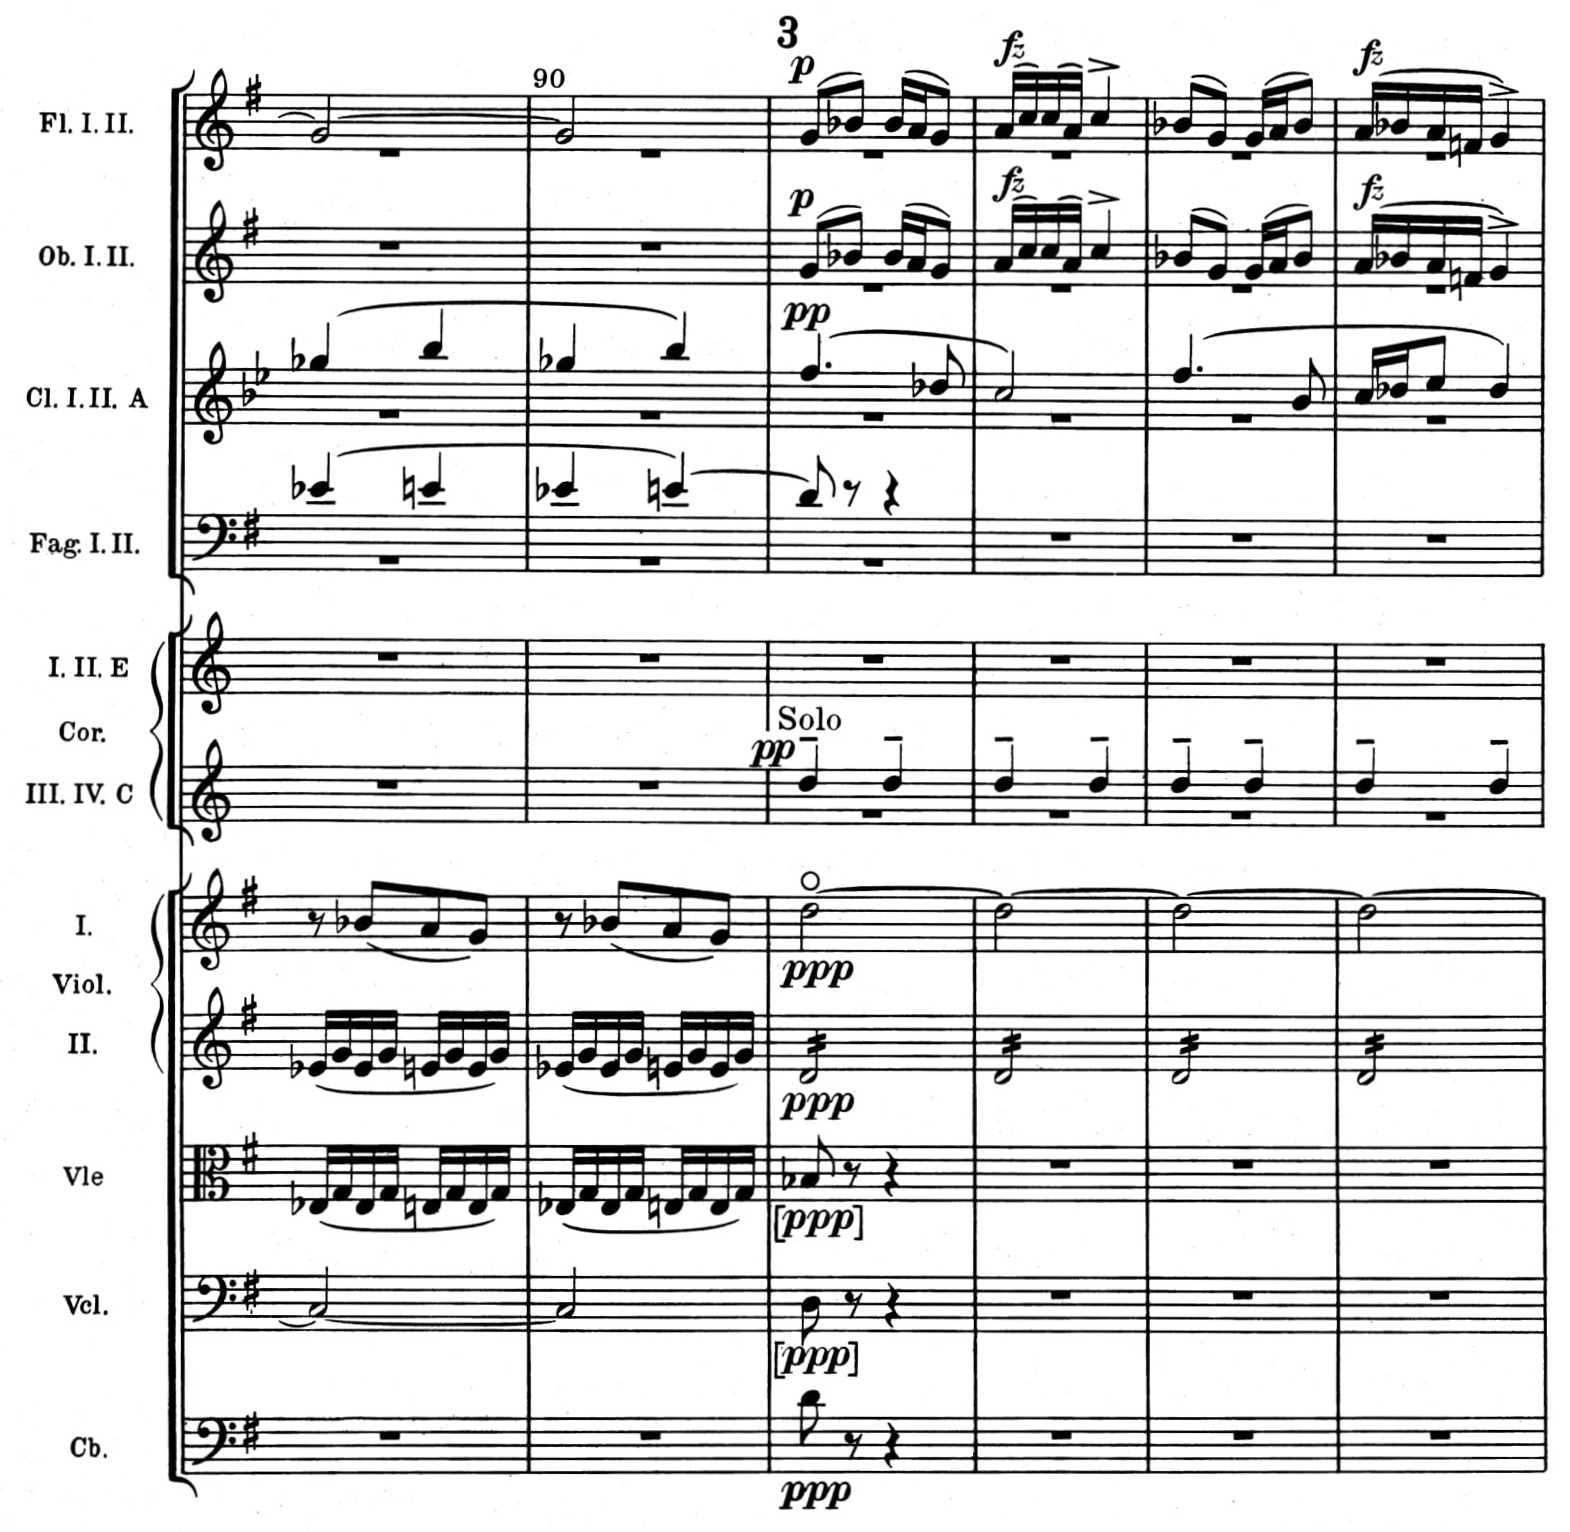 3
90
Fl. I. II.
p
fz
fz
Ob. I. II.
p
fz
fz
Cl. I. II. A
pp
Fag. I. II.
I. II. E
Cor.
Solo
pp
III. IV. C
I.
ppp
Viol.
II.
ppp
Vle
[ppp]
Vcl.
[ppp]
Cb.
ppp